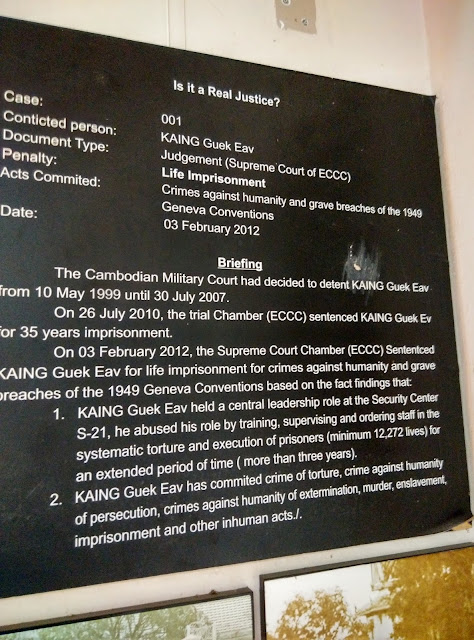 Is it a Real Justice?
Case: 001
Conticted person: KAING Guek Eav
Document Type: Judgement (Supreme Court of ECCC)
Penalty: Life Imprisonment
Acts Commited: Crimes against humanity and grave breaches of the 1949
Geneva Conventions
Date: 03 February 2012
Briefing
The Cambodian Military Court had decided to detent KAING Guek Eav
from 10 May 1999 until 30 July 2007.
On 26 July 2010, the trial Chamber (ECCC) sentenced KAING Guek Ev
for 35 years imprisonment.
On 03 February 2012, the Supreme Court Chamber (ECCC) Sententced
KAING Guek Eav for life imprisonment for crimes against humanity and grave
breaches of the 1949 Geneva Conventions based on the fact findings that:
1. KAING Guek Eav held a central leadership role at the Security Center
S-21, he abused his role by training, supervising and ordering staff in the
systematic torture and execution of prisoners (minimum 12,272 lives) for
an extended period of time ( more than three years).
2. KAING Guek Eav has commited crime of torture, crime against humanity
of persecution, crimes against humanity of extermination, murder, enslavement,
imprisonment and other inhuman acts./.